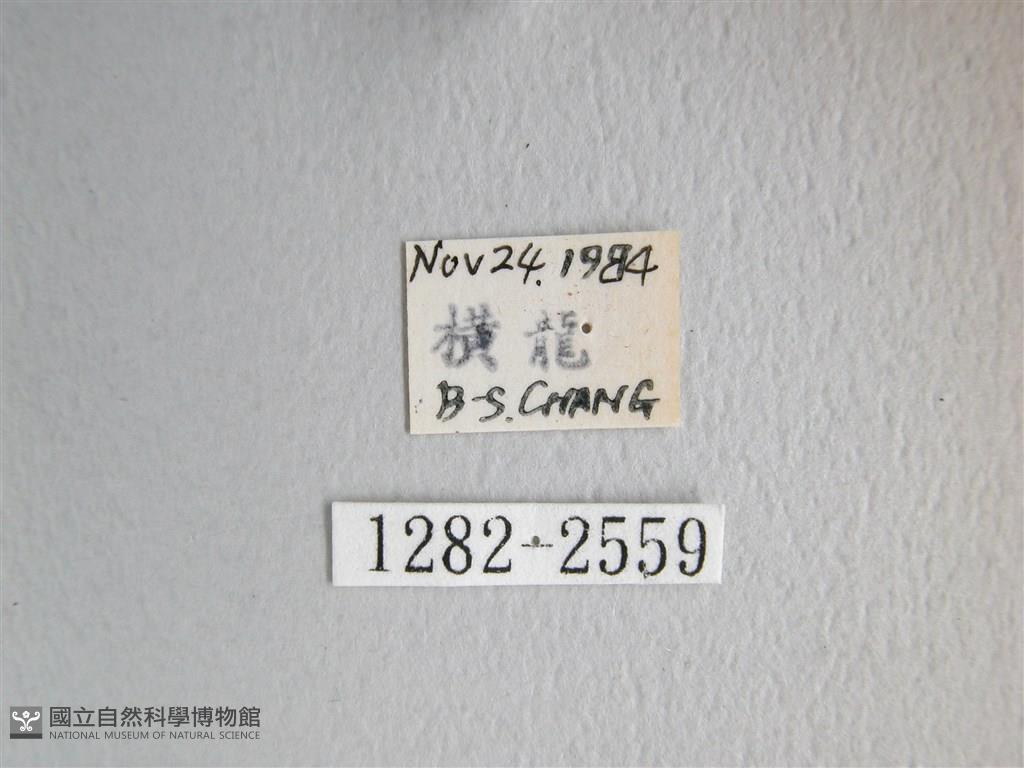 Nov 24. 1984
橫龍
B-S. CHANG
1282-2559
國立自然科學博物館
NATIONAL MUSEUM OF NATURAL SCIENCE